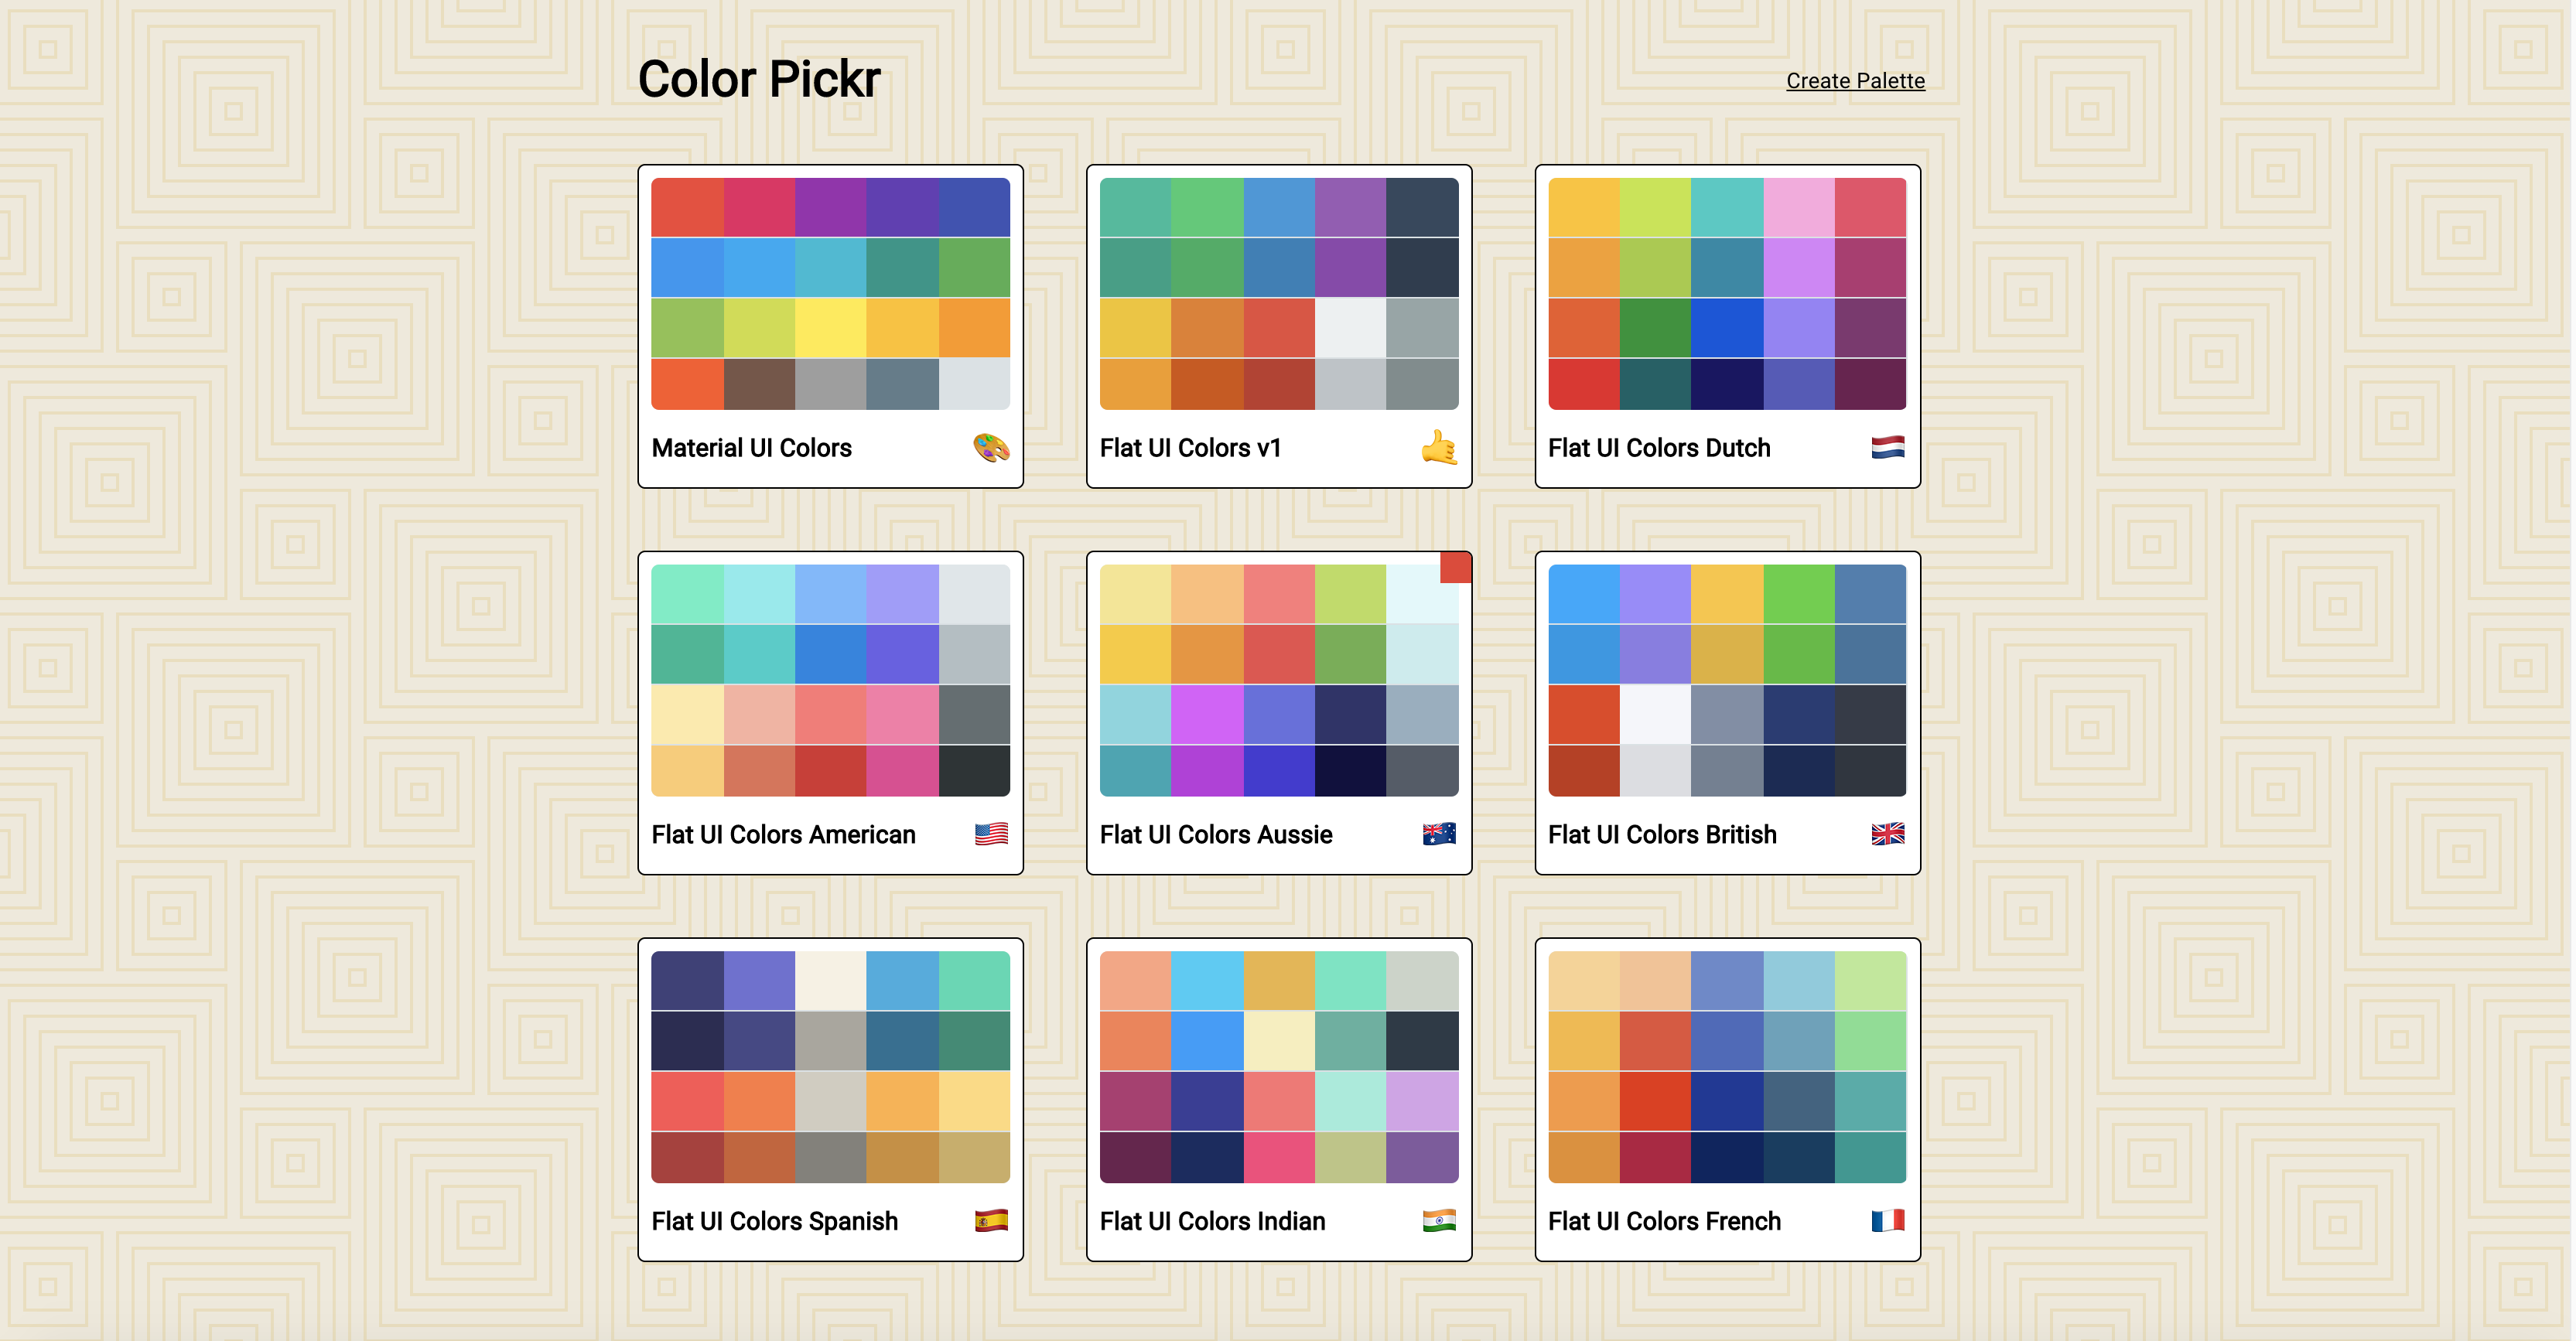 Color Pickr
Create Palette
Material UI Colors
Flat UI Colors v1
Flat UI Colors Dutch
Flat UI Colors American
Flat UI Colors Aussie
Flat UI Colors British
Flat UI Colors Spanish
Flat UI Colors Indian
Flat UI Colors French